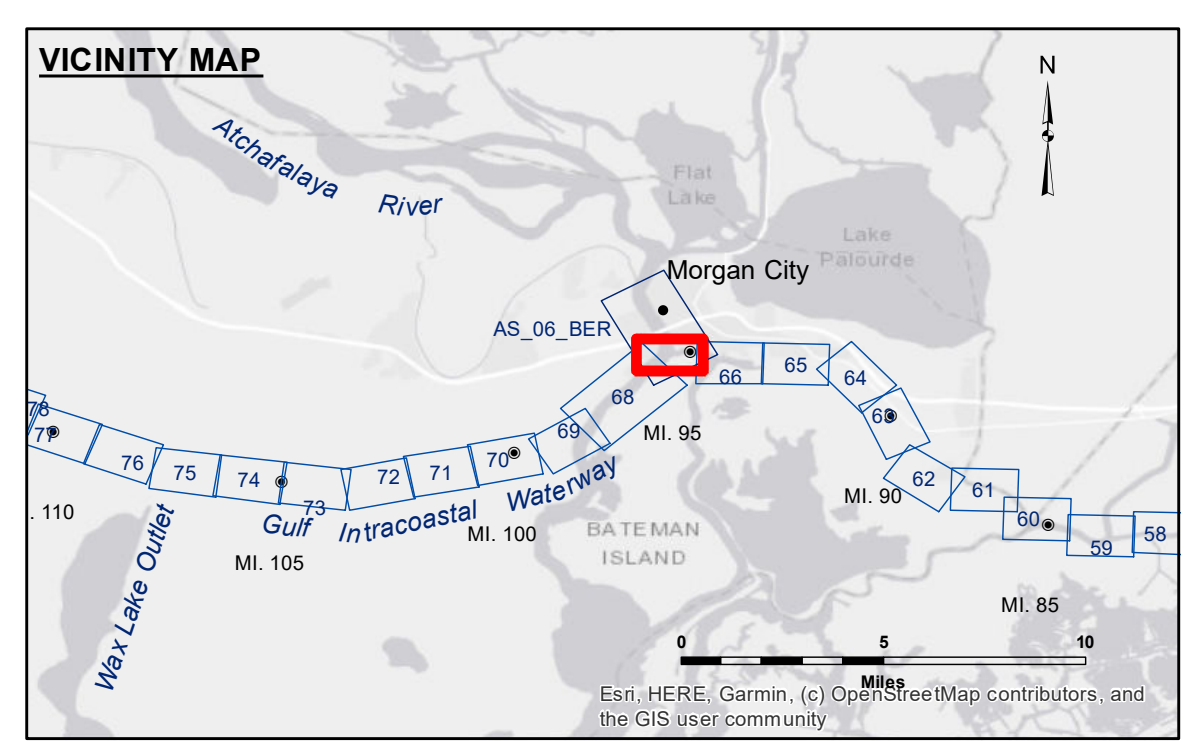 VICINITY MAP
N
Atchafalaya
River
Flat
Lake
Lake
Palourde
Morgan City
AS_06_BER
66
65
64
63
68
69
MI. 95
62
61
60
59
58
MI. 90
MI. 85
78
77
76
75
74
73
72
71
70
Gulf Intracoastal Waterway
. 110
MI. 105
MI. 100
Wax Lake Outlet
BATEMAN
ISLAND
0 5 10
Miles
Esri, HERE, Garmin, (c) OpenStreetMap contributors, and
the GIS user community